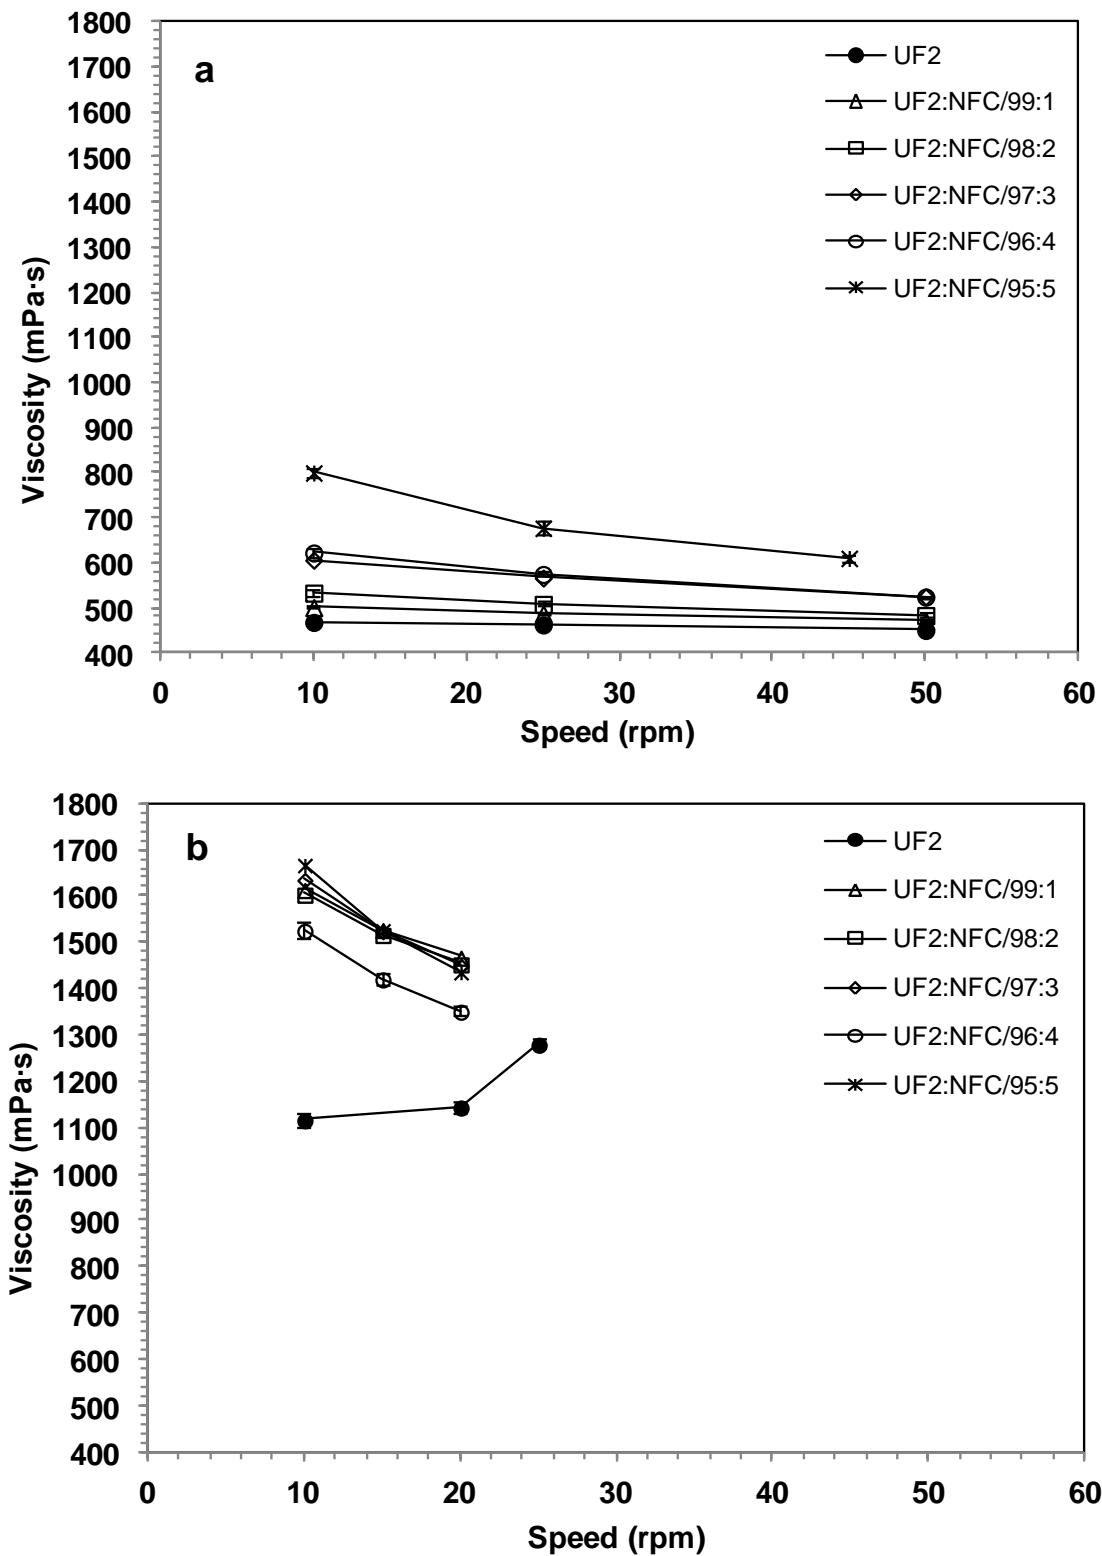 1800
1700
1600
1500
1400
1300
1200
1100
1000
900
800
700
600
500
400
Viscosity (mPa·s)
a
UF2
UF2:NFC/99:1
UF2:NFC/98:2
UF2:NFC/97:3
UF2:NFC/96:4
UF2:NFC/95:5
0 10 20 30 40 50 60
Speed (rpm)
1800
1700
1600
1500
1400
1300
1200
1100
1000
900
800
700
600
500
400
Viscosity (mPa·s)
b
UF2
UF2:NFC/99:1
UF2:NFC/98:2
UF2:NFC/97:3
UF2:NFC/96:4
UF2:NFC/95:5
0 10 20 30 40 50 60
Speed (rpm)